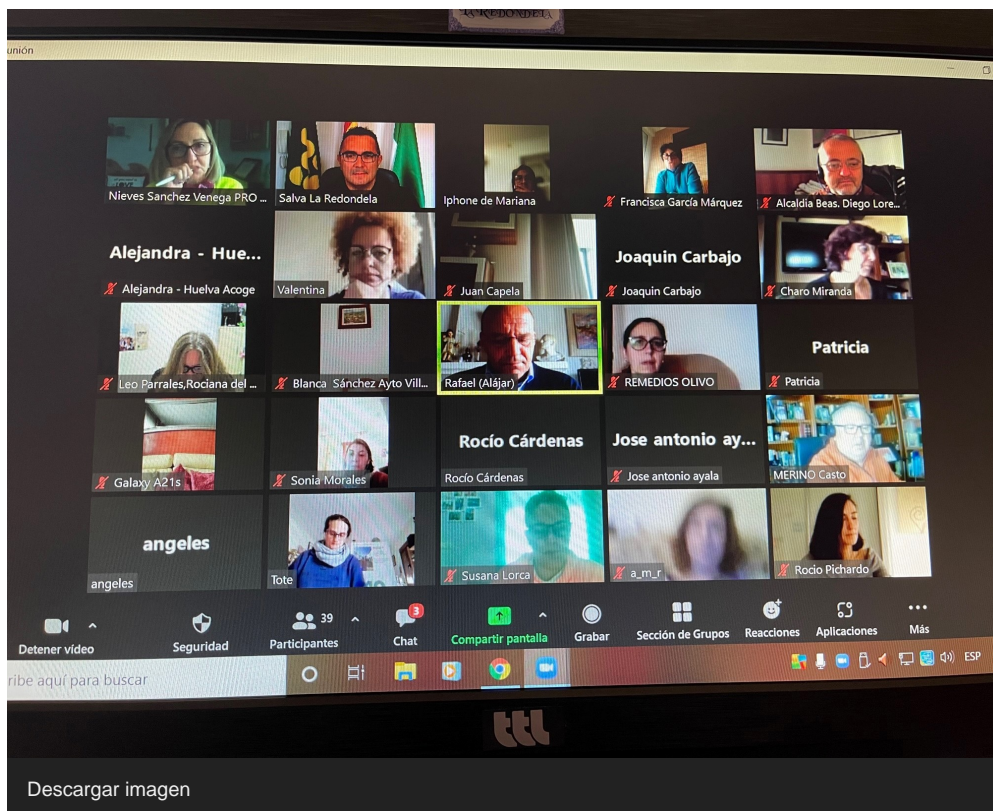 LA REDONDELA
unión
Nieves Sanchez Venega PRO ...
Salva La Redondela
Iphone de Mariana
Francisca García Márquez
Alcaldia Beas. Diego Lore...
Alejandra - Hue...
Alejandra - Huelva Acoge
Valentina
Juan Capela
Joaquin Carbajo
Joaquin Carbajo
Charo Miranda
Leo Parrales,Rociana del ...
Blanca Sánchez Ayto Vill...
Rafael (Alájar)
REMEDIOS OLIVO
Patricia
Patricia
Galaxy A21s
Sonia Morales
Rocío Cárdenas
Rocío Cárdenas
Jose antonio ay...
Jose antonio ayala
MERINO Casto
angeles
angeles
Tote
Susana Lorca
a_m_r
Rocio Pichardo
Detener vídeo
Seguridad
39
Participantes
3
Chat
Compartir pantalla
Grabar
Sección de Grupos
Reacciones
Aplicaciones
Más
ribe aquí para buscar
ESP
ttl
Descargar imagen